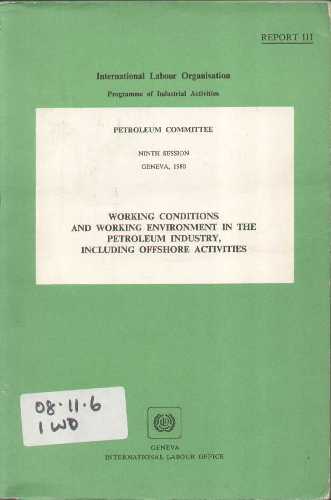 REPORT III
International Labour Organisation
Programme of Industrial Activities
PETROLEUM COMMITTEE
NINTH SESSION
GENEVA, 1980
WORKING CONDITIONS
AND WORKING ENVIRONMENT IN THE
PETROLEUM INDUSTRY,
INCLUDING OFFSHORE ACTIVITIES
08.11.6
1 WO
GENEVA
INTERNATIONAL LABOUR OFFICE